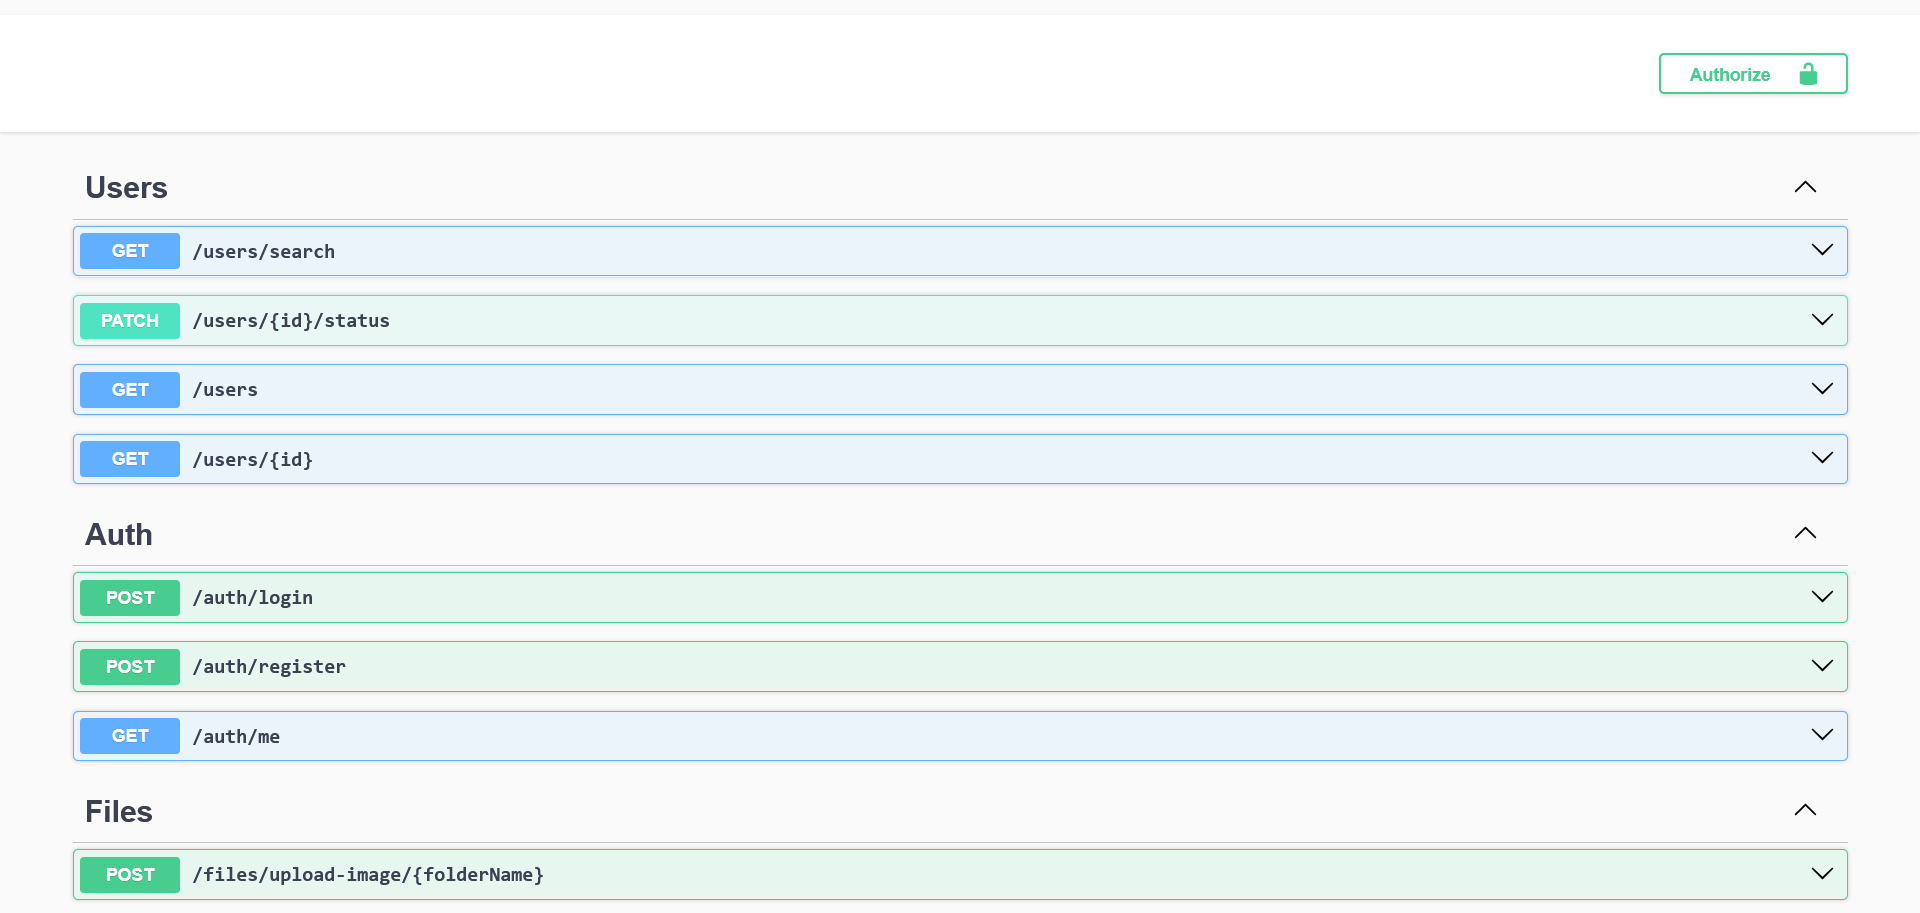 Authorize
Users
GET /users/search
PATCH /users/{id}/status
GET /users
GET /users/{id}
Auth
POST /auth/login
POST /auth/register
GET /auth/me
Files
POST /files/upload-image/{folderName}